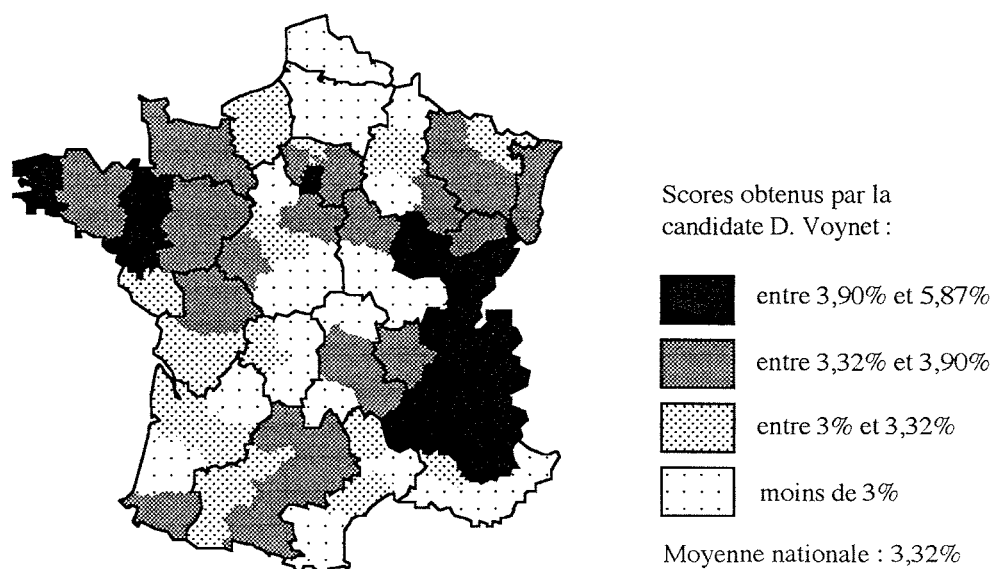 Scores obtenus par la
candidate D. Voynet :
entre 3,90% et 5,87%
entre 3,32% et 3,90%
entre 3% et 3,32%
moins de 3%
Moyenne nationale : 3,32%